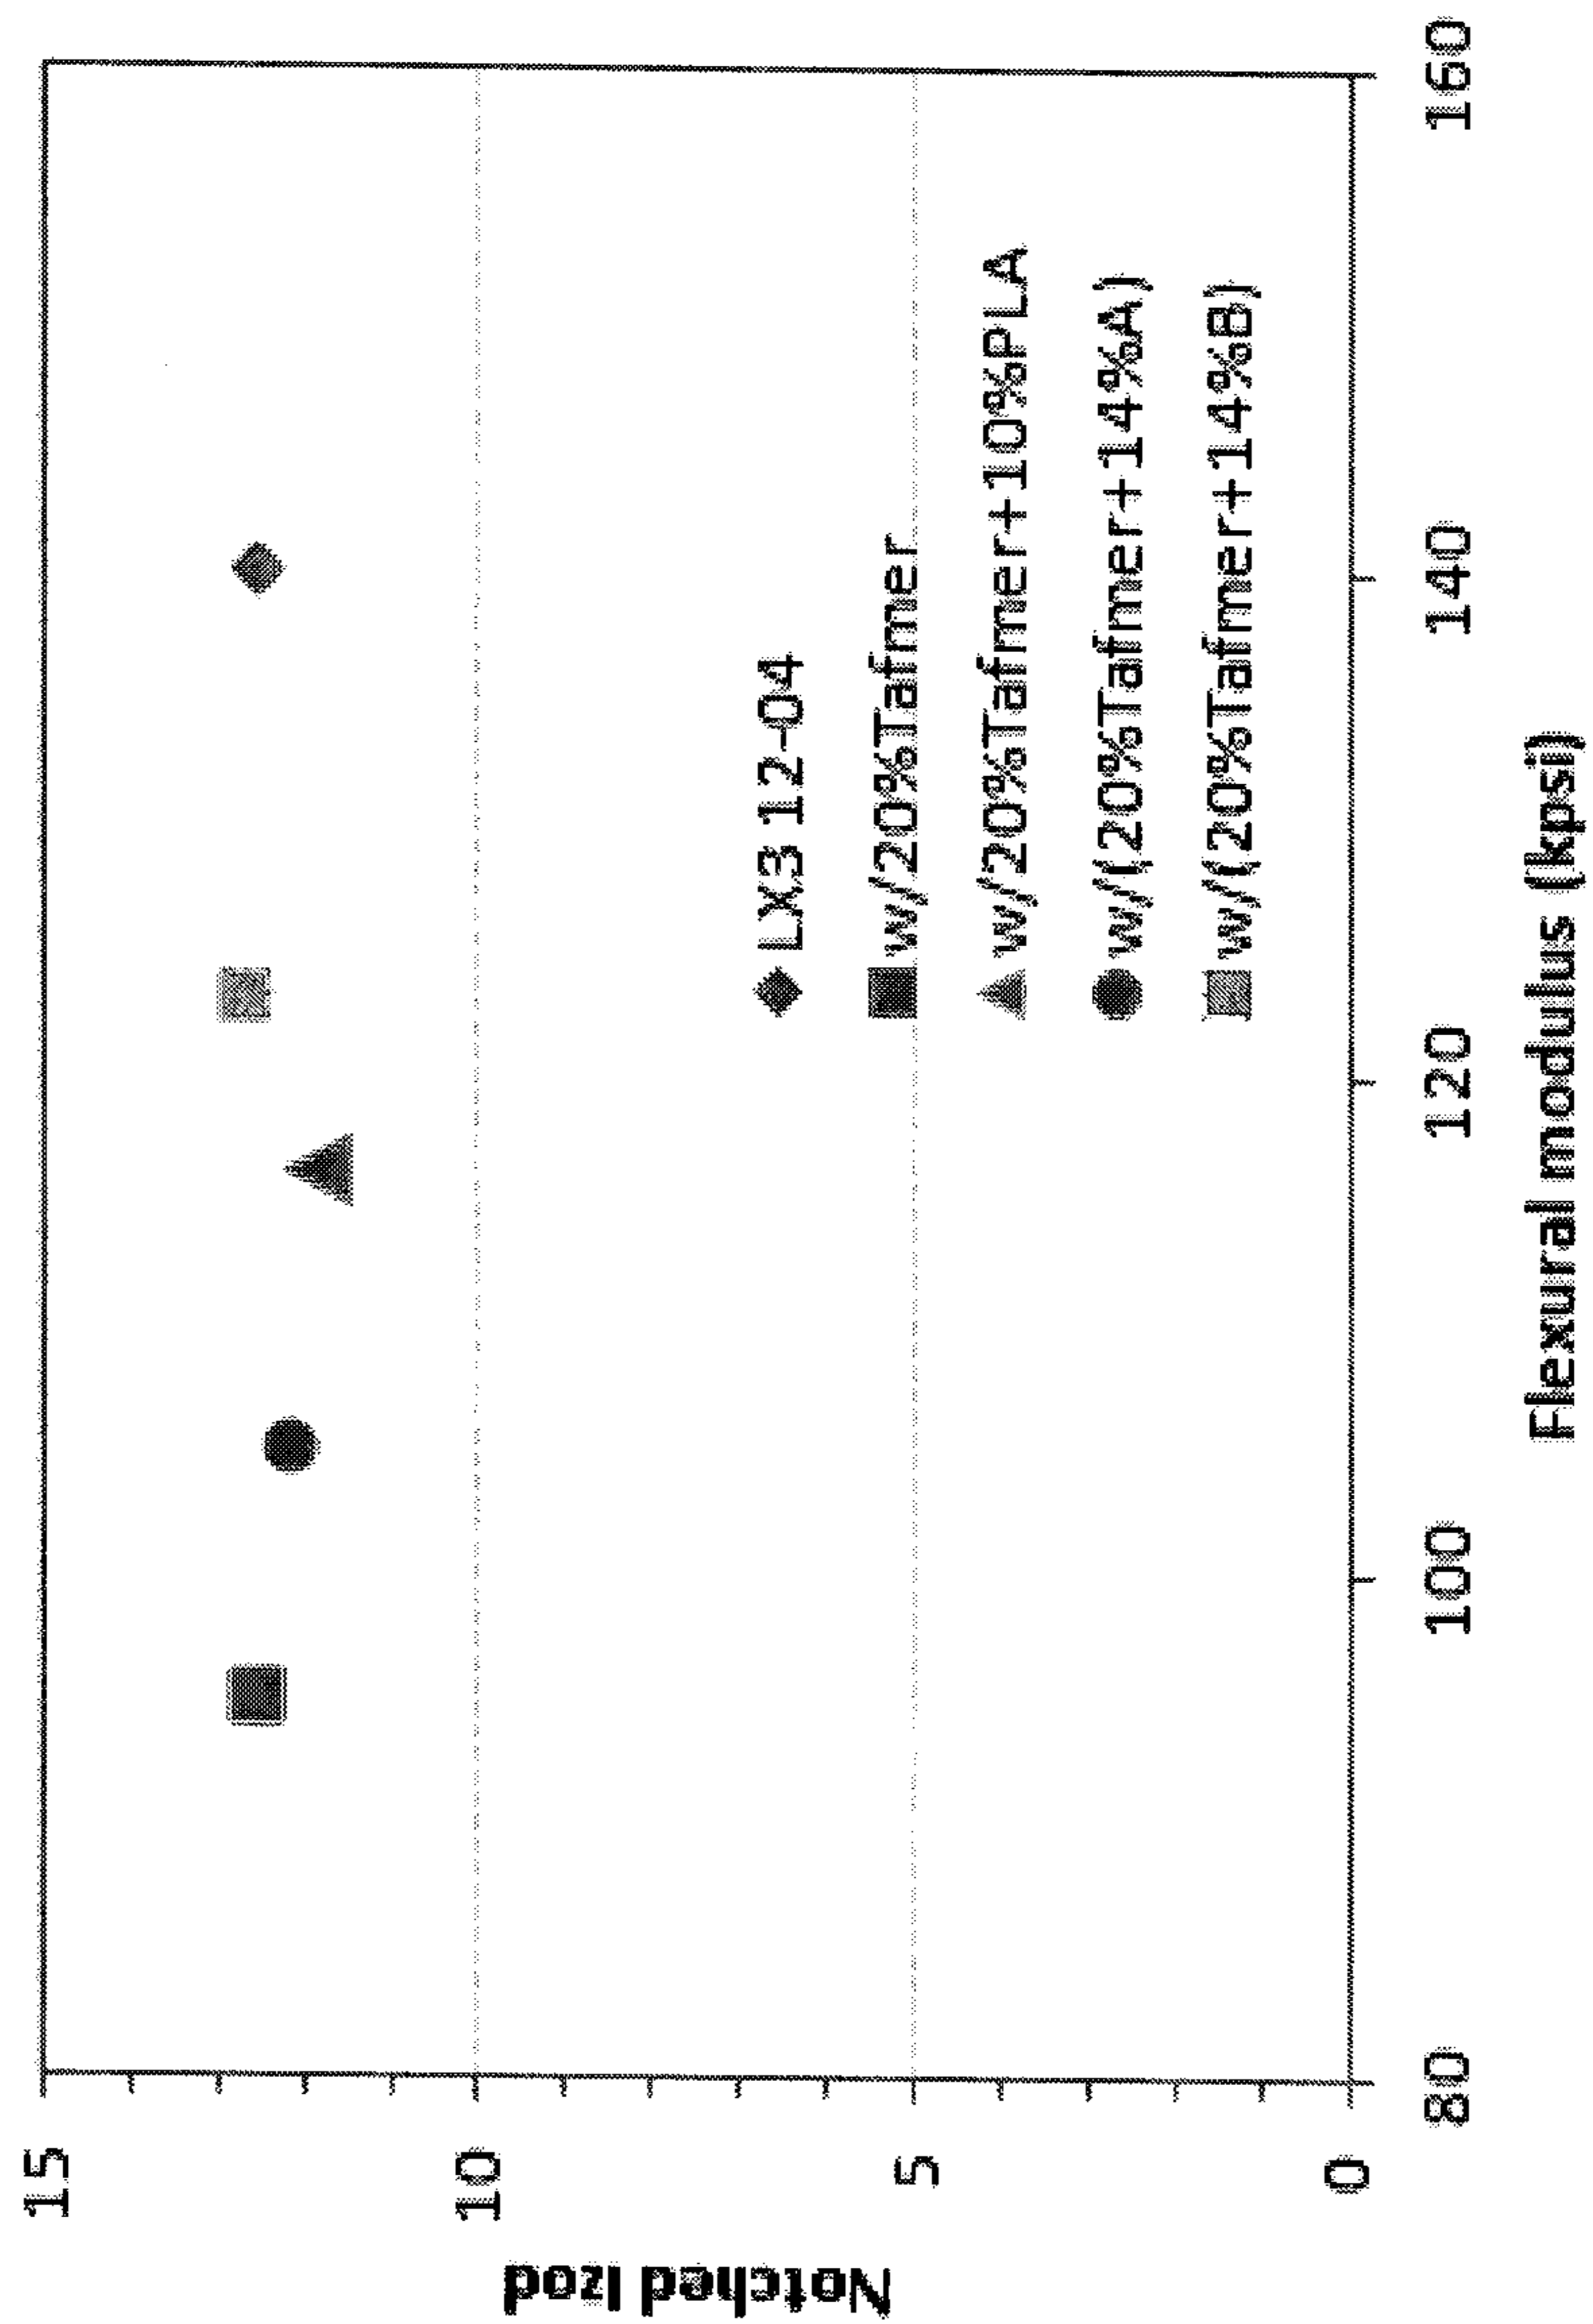 Notched Izod
15
10
5
0
LX3 12-04
w/20%Tafmer
w/20%Tafmer+10%PLA
w/(20%Tafmer+14%A)
w/(20%Tafmer+14%B)
80 100 120 140 160
Flexural modulus (kpsi)